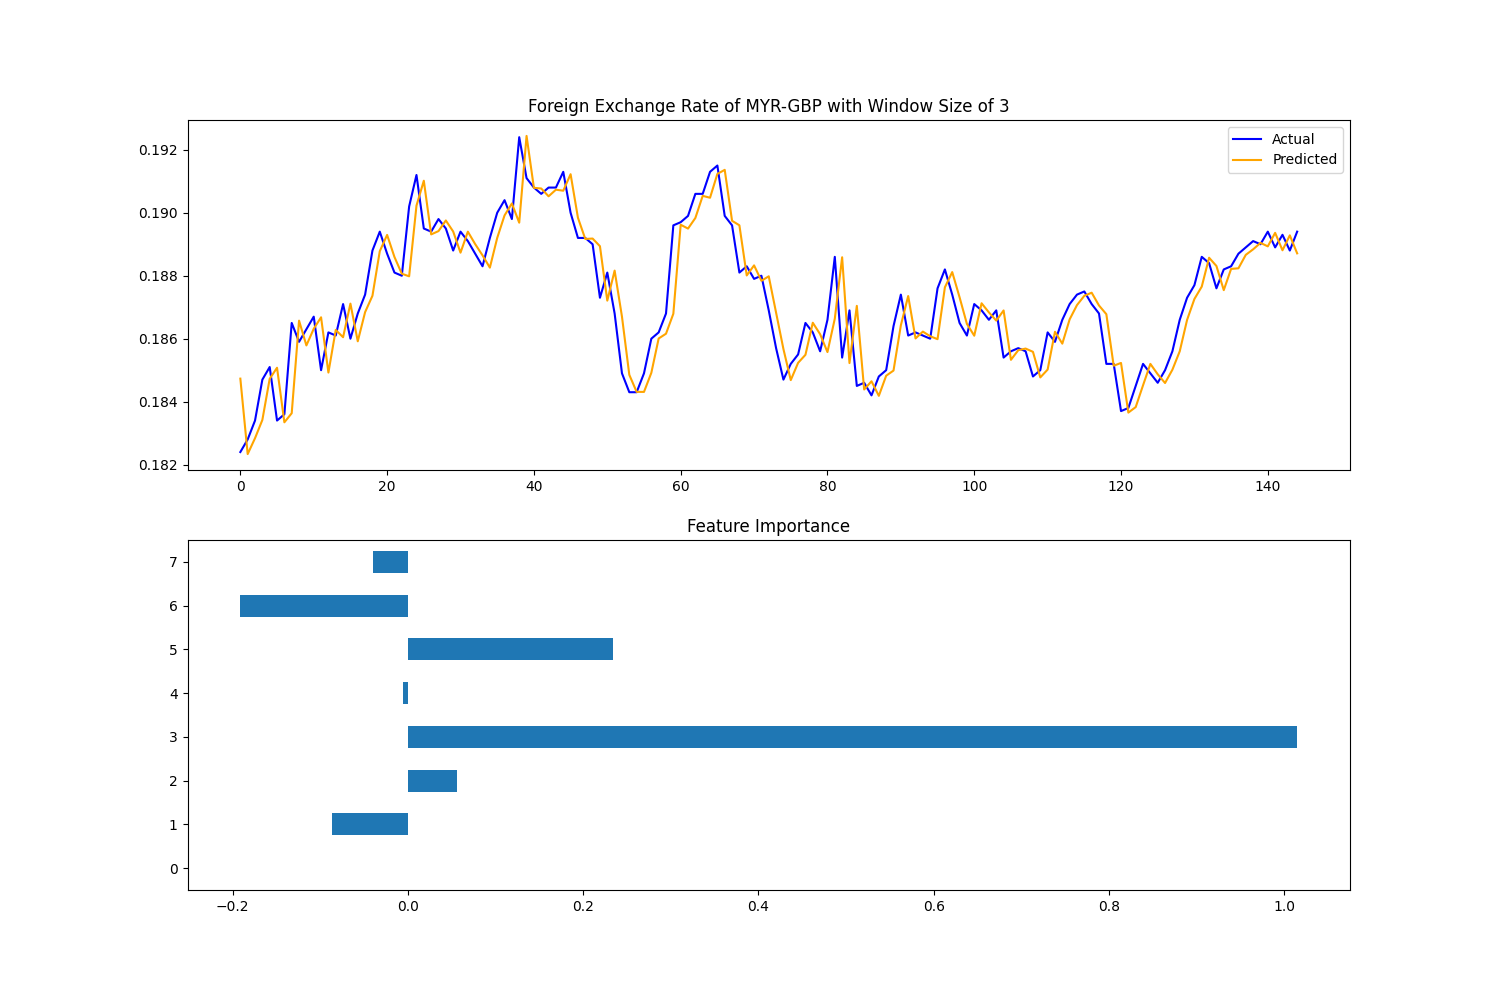 Foreign Exchange Rate of MYR-GBP with Window Size of 3
Actual
Predicted
0.192
0.190
0.188
0.186
0.184
0.182
0 20 40 60 80 100 120 140
Feature Importance
7
6
5
4
3
2
1
0
−0.2 0.0 0.2 0.4 0.6 0.8 1.0